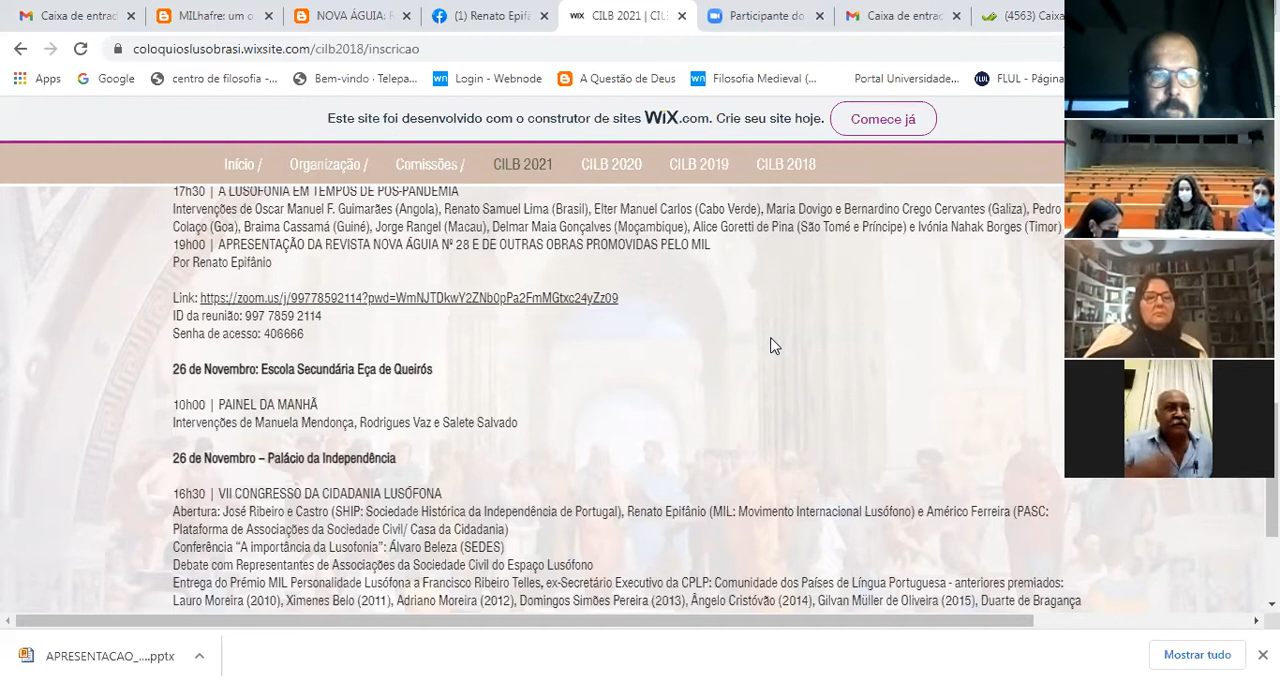 Caixa de entrad
MILhafre: um o
NOVA ÁGUIA: R
(1) Renato Epifâ
CILB 2021 | CIL
Participante do
Caixa de entrac
(4563) Caixa
coloquioslusobrasi.wixsite.com/cilb2018/inscricao
Apps
Google
centro de filosofia -...
Bem-vindo · Telepa...
Login - Webnode
A Questão de Deus
Filosofia Medieval (...
Portal Universidade...
FLUL - Págin
Este site foi desenvolvido com o construtor de sites WiX.com. Crie seu site hoje.
Comece já
Início /
Organização /
Comissões /
CILB 2021
CILB 2020
CILB 2019
CILB 2018
17h30 | A LUSOFONIA EM TEMPOS DE PÓS-PANDEMIA
Intervenções de Oscar Manuel F. Guimarães (Angola), Renato Samuel Lima (Brasil), Elter Manuel Carlos (Cabo Verde), Maria Dovigo e Bernardino Crego Cervantes (Galiza), Pedro
Colaço (Goa), Braima Cassamá (Guiné), Jorge Rangel (Macau), Delmar Maia Gonçalves (Moçambique), Alice Goretti de Pina (São Tomé e Príncipe) e Ivónia Nahak Borges (Timor)
19h00 | APRESENTAÇÃO DA REVISTA NOVA ÁGUIA Nº 28 E DE OUTRAS OBRAS PROMOVIDAS PELO MIL
Por Renato Epifânio
Link: https://zoom.us/j/99778592114?pwd=WmNJTDkwY2ZNb0pPa2FmMGtxc24yZz09
ID da reunião: 997 7859 2114
Senha de acesso: 406666
26 de Novembro: Escola Secundária Eça de Queirós
10h00 | PAINEL DA MANHÃ
Intervenções de Manuela Mendonça, Rodrigues Vaz e Salete Salvado
26 de Novembro – Palácio da Independência
16h30 | VII CONGRESSO DA CIDADANIA LUSÓFONA
Abertura: José Ribeiro e Castro (SHIP: Sociedade Histórica da Independência de Portugal), Renato Epifânio (MIL: Movimento Internacional Lusófono) e Américo Ferreira (PASC:
Plataforma de Associações da Sociedade Civil/ Casa da Cidadania)
Conferência “A importância da Lusofonia”: Álvaro Beleza (SEDES)
Debate com Representantes de Associações da Sociedade Civil do Espaço Lusófono
Entrega do Prémio MIL Personalidade Lusófona a Francisco Ribeiro Telles, ex-Secretário Executivo da CPLP: Comunidade dos Países de Língua Portuguesa - anteriores premiados:
Lauro Moreira (2010), Ximenes Belo (2011), Adriano Moreira (2012), Domingos Simões Pereira (2013), Ângelo Cristóvão (2014), Gilvan Müller de Oliveira (2015), Duarte de Bragança
APRESENTACAO_....pptx
Mostrar tudo